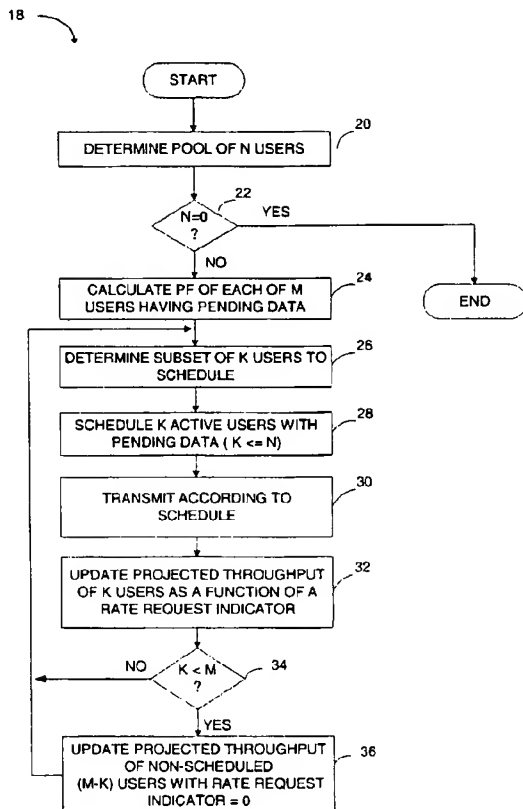 18
START
20
DETERMINE POOL OF N USERS
22
N=0
?
YES
NO
24
CALCULATE PF OF EACH OF M
USERS HAVING PENDING DATA
END
26
DETERMINE SUBSET OF K USERS TO
SCHEDULE
28
SCHEDULE K ACTIVE USERS WITH
PENDING DATA ( K <= N)
30
TRANSMIT ACCORDING TO
SCHEDULE
32
UPDATE PROJECTED THROUGHPUT
OF K USERS AS A FUNCTION OF A
RATE REQUEST INDICATOR
NO
K < M
?
34
YES
UPDATE PROJECTED THROUGHPUT
OF NON-SCHEDULED
(M-K) USERS WITH RATE REQUEST
INDICATOR = 0
36